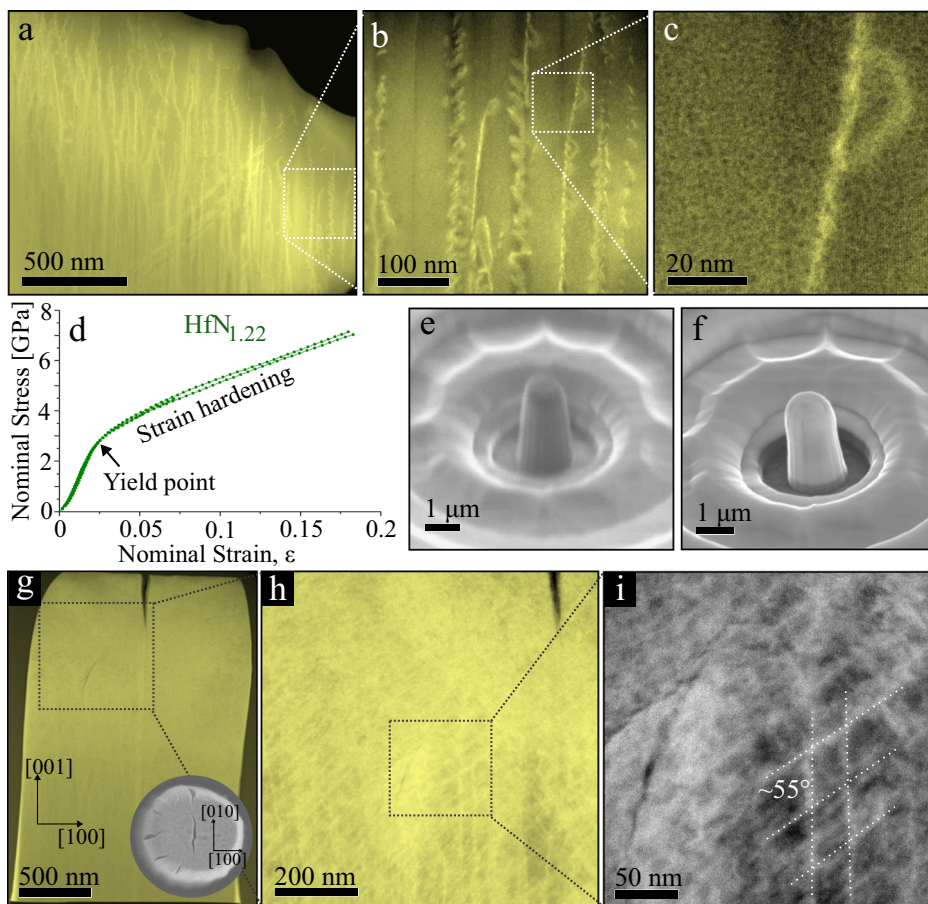 a
b
c
500 nm
100 nm
20 nm
d
HfN1.22
Nominal Stress [GPa]
8
6
4
2
0
Strain hardening
Yield point
0
0.05
0.1
0.15
0.2
Nominal Strain, ε
e
1 μm
f
1 μm
g
[001]
[100]
[010]
[100]
500 nm
h
200 nm
i
~55°
50 nm